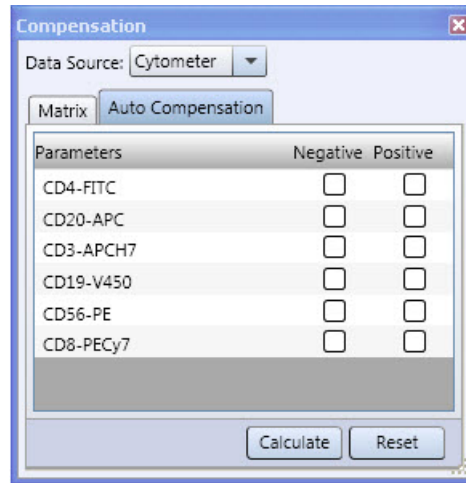 Compensation
Data Source: Cytometer
Matrix Auto Compensation
Parameters Negative Positive
CD4-FITC
CD20-APC
CD3-APCH7
CD19-V450
CD56-PE
CD8-PECy7
Calculate Reset